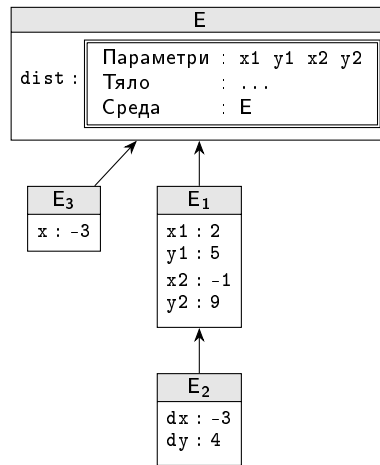 E
dist :
Параметри : x1 y1 x2 y2
Тяло : ...
Среда : E
E₃
x : -3
E₁
x1 : 2
y1 : 5
x2 : -1
y2 : 9
E₂
dx : -3
dy : 4